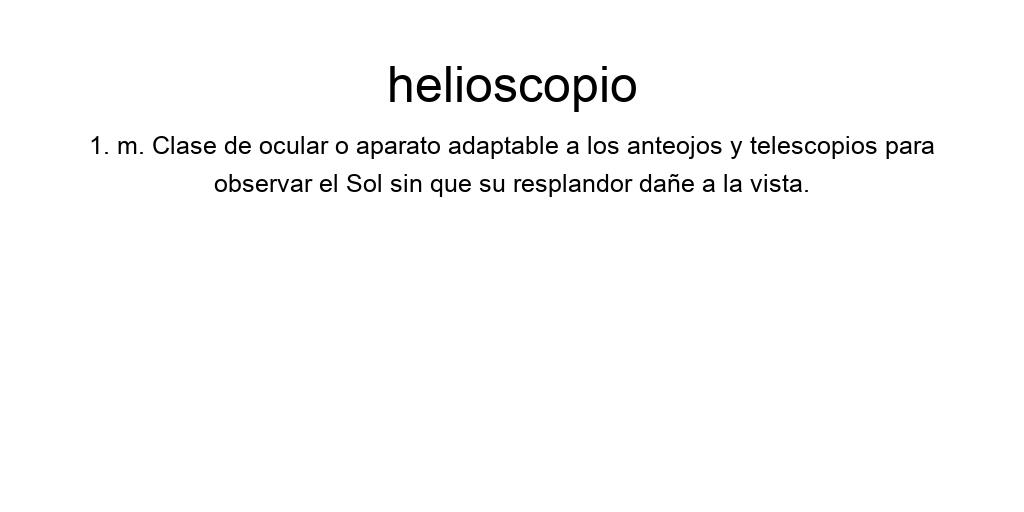 helioscopio
1. m. Clase de ocular o aparato adaptable a los anteojos y telescopios para
observar el Sol sin que su resplandor dañe a la vista.